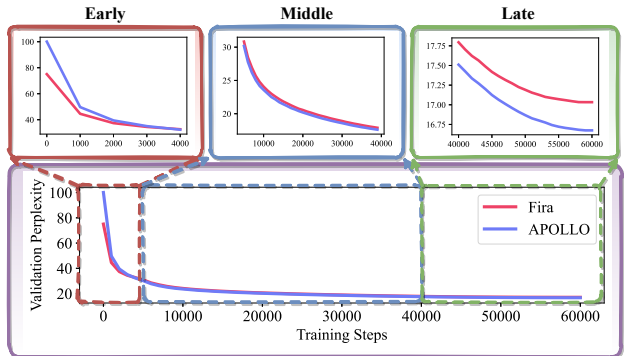 Early Middle Late
100
80
60
40
0 1000 2000 3000 4000
30
25
20
10000 20000 30000 40000
17.75
17.50
17.25
17.00
16.75
40000 45000 50000 55000 60000
Validation Perplexity
100
80
60
40
20
Fira
APOLLO
0 10000 20000 30000 40000 50000 60000
Training Steps